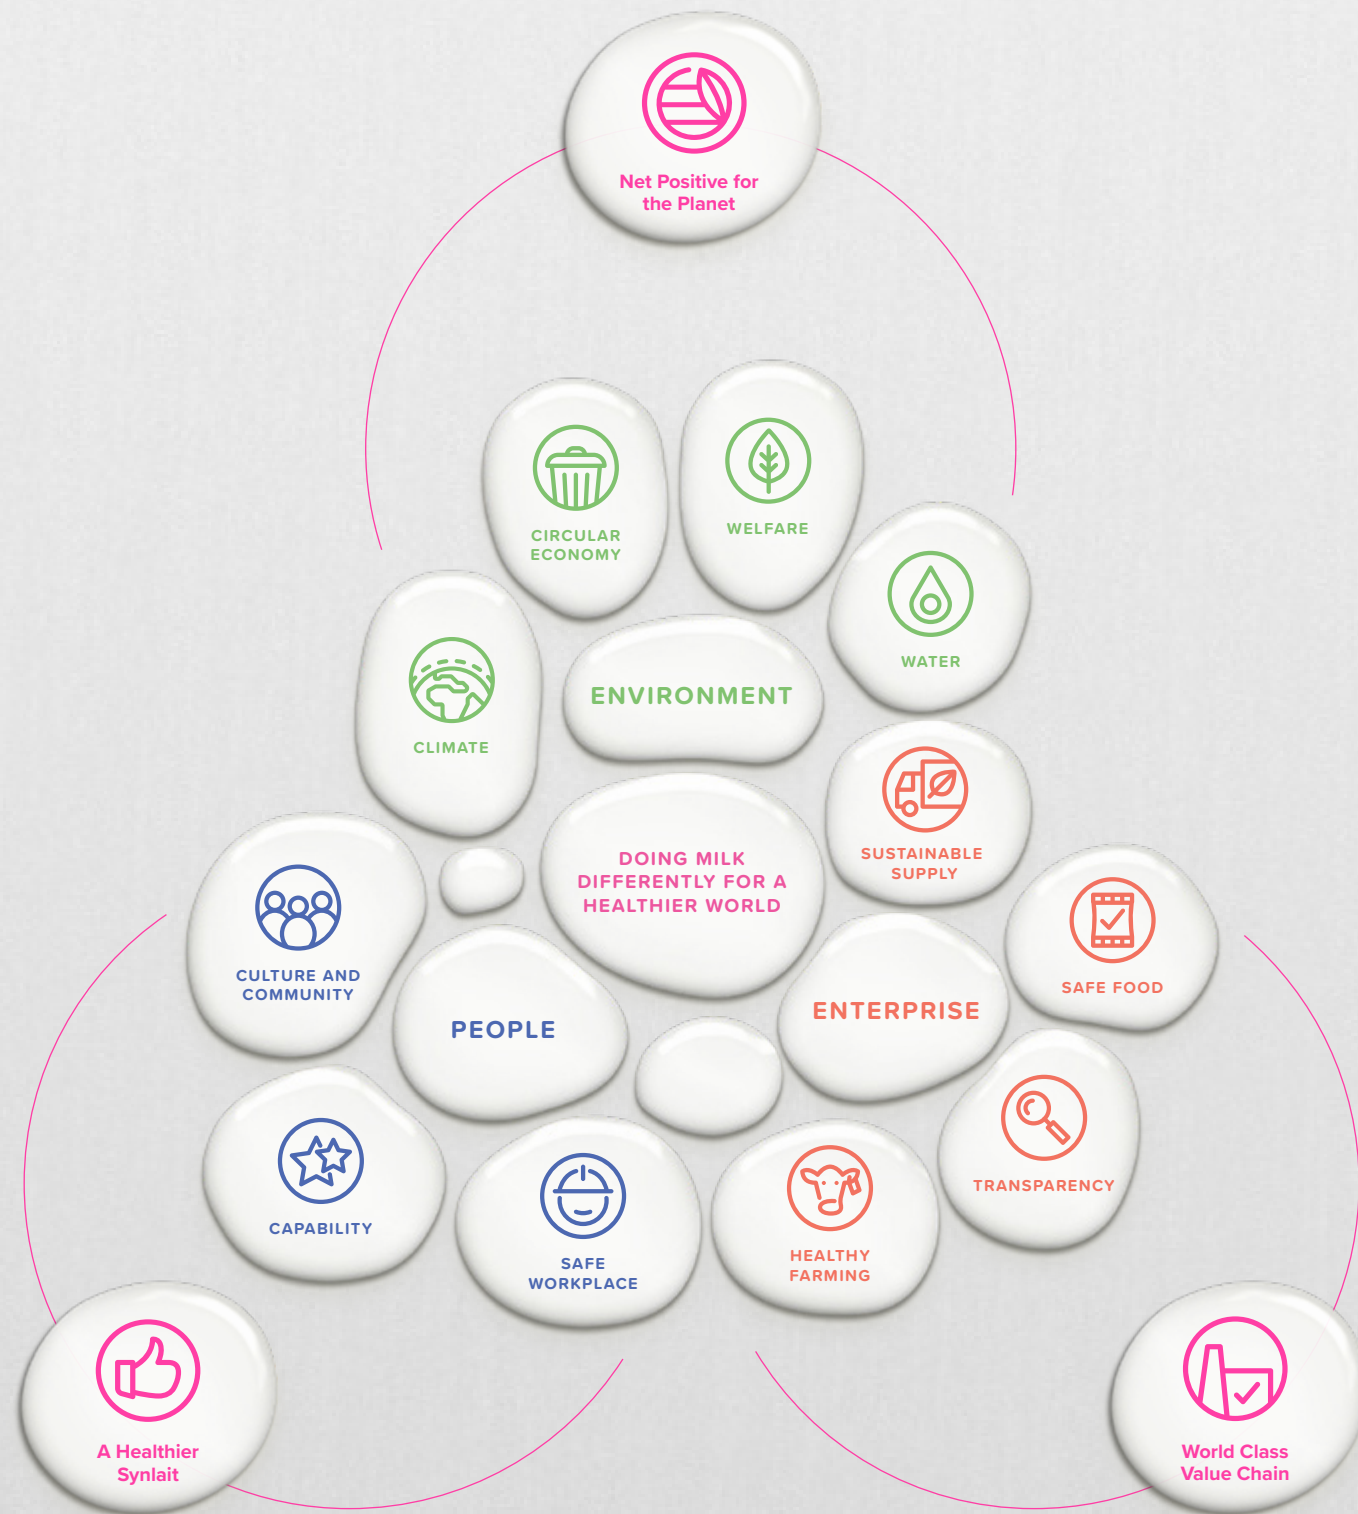 Net Positive for
the Planet
CIRCULAR
ECONOMY
WELFARE
WATER
CLIMATE
ENVIRONMENT
DOING MILK
DIFFERENTLY FOR A
HEALTHIER WORLD
SUSTAINABLE
SUPPLY
SAFE FOOD
CULTURE AND
COMMUNITY
PEOPLE
ENTERPRISE
TRANSPARENCY
CAPABILITY
SAFE
WORKPLACE
HEALTHY
FARMING
A Healthier
Synlait
World Class
Value Chain